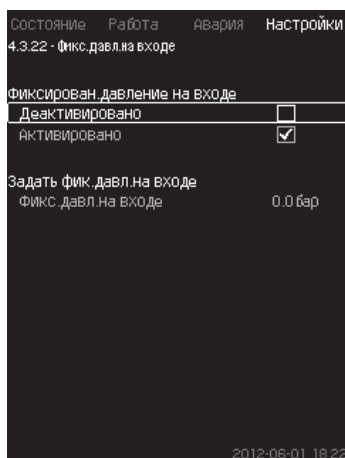 Состояние Работа Авария Настройки
4.3.22 - Фикс.давл.на входе
Фиксирован.давление на входе
Деактивировано
Активировано
Задать фик.давл.на входе
Фикс.давл.на входе 0.0 бар
2012-06-01 18:22